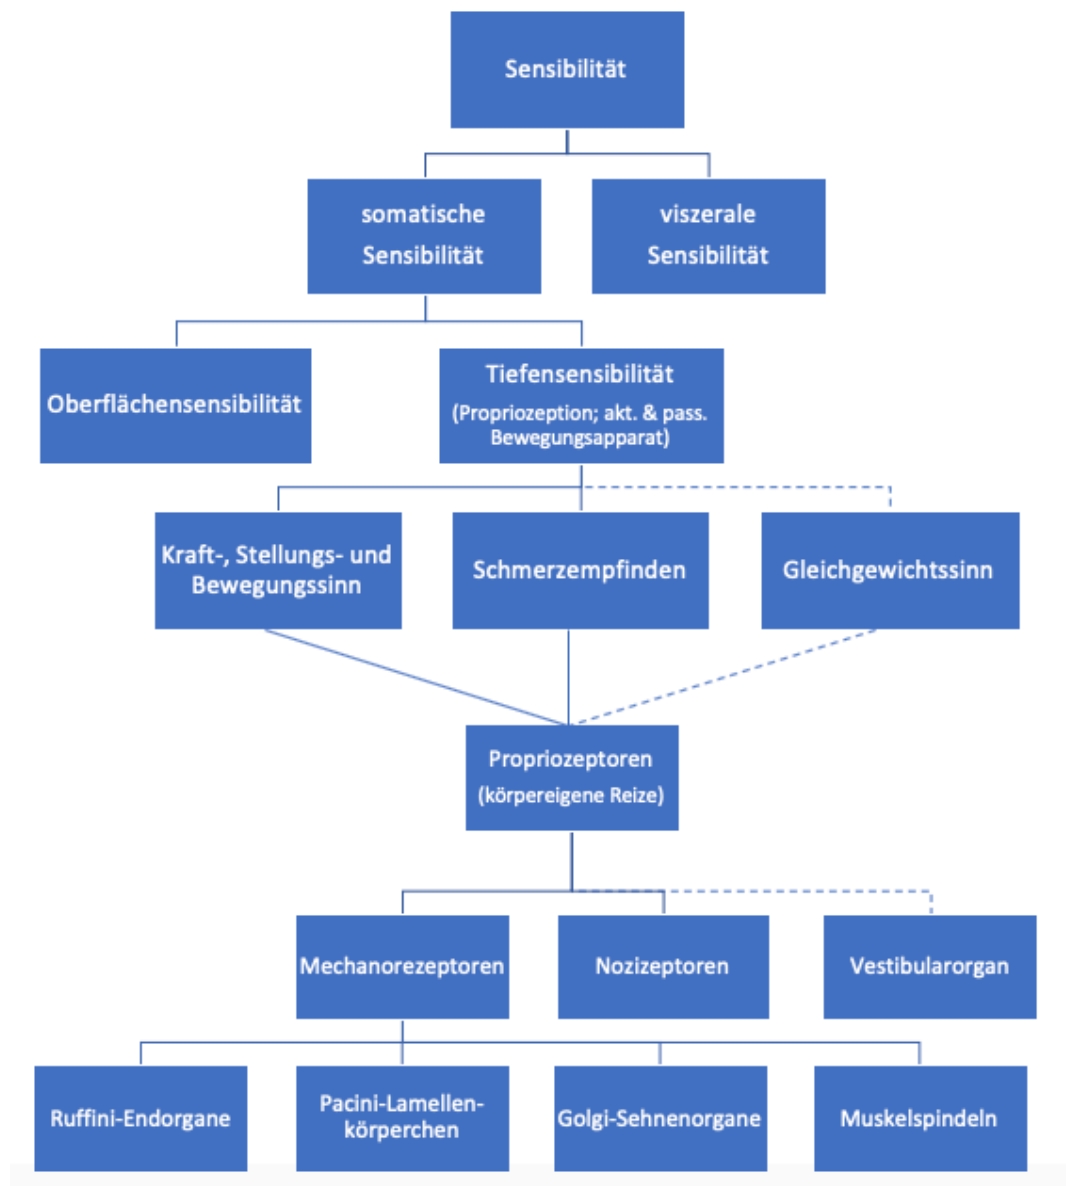 Sensibilität
somatische
Sensibilität
viszerale
Sensibilität
Oberflächensensibilität
Tiefensensibilität
(Propriozeption; akt. & pass.
Bewegungsapparat)
Kraft-, Stellungs- und
Bewegungssinn
Schmerzempfinden
Gleichgewichtssinn
Propriozeptoren
(körpereigene Reize)
Mechanorezeptoren
Nozizeptoren
Vestibularorgan
Ruffini-Endorgane
Pacini-Lamellen-
körperchen
Golgi-Sehnenorgane
Muskelspindeln